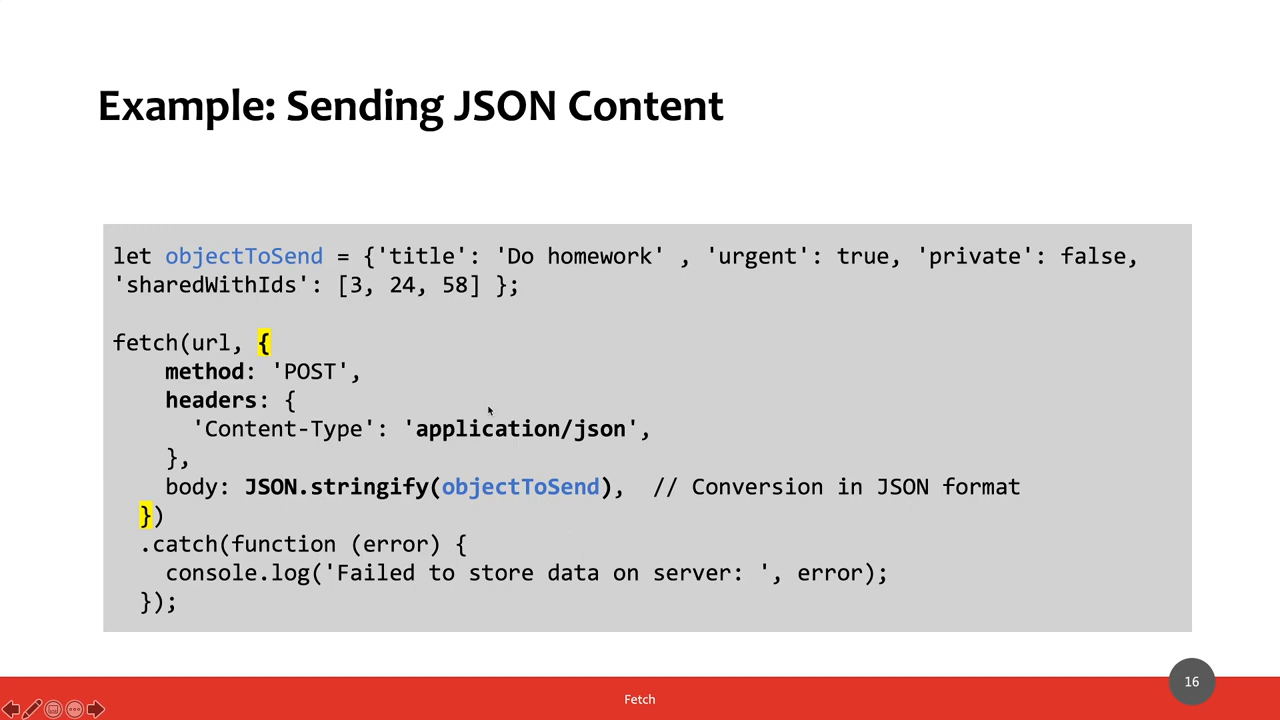 Example: Sending JSON Content
let objectToSend = {'title': 'Do homework' , 'urgent': true, 'private': false,
'sharedWithIds': [3, 24, 58] };
fetch(url, {
    method: 'POST',
    headers: {
      'Content-Type': 'application/json',
    },
    body: JSON.stringify(objectToSend),  // Conversion in JSON format
  })
  .catch(function (error) {
    console.log('Failed to store data on server: ', error);
  });
16
Fetch